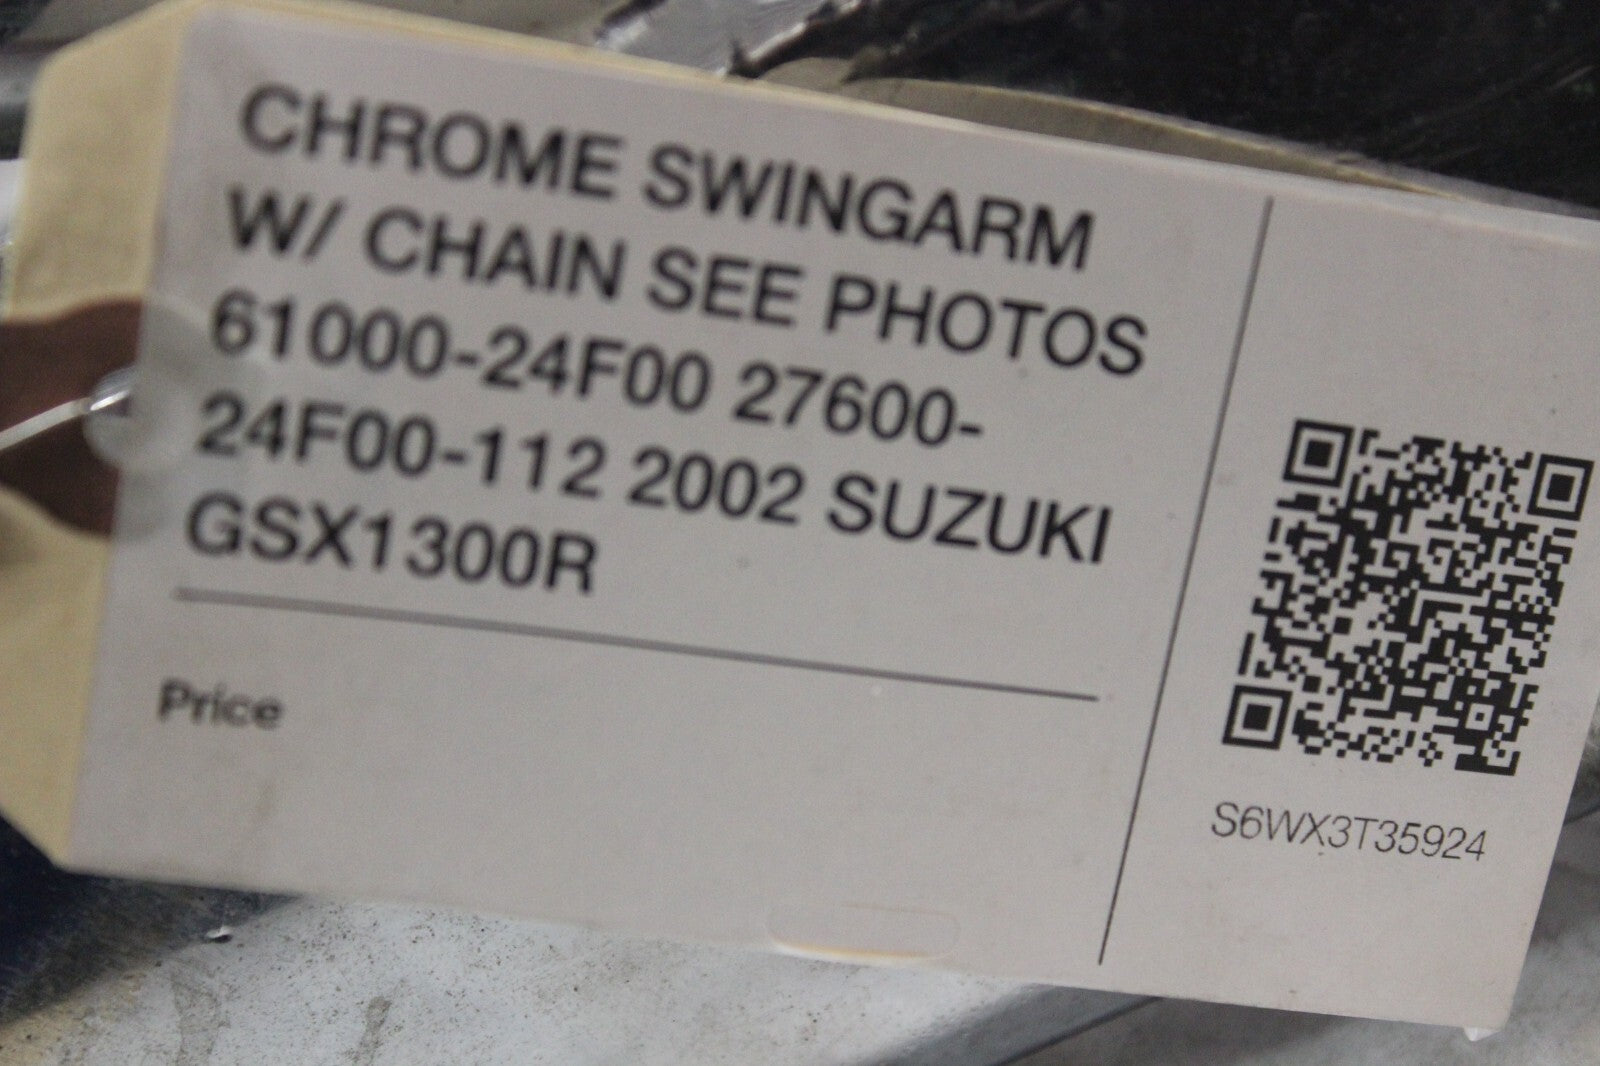 CHROME SWINGARM
W/ CHAIN SEE PHOTOS
61000-24F00 27600-
24F00-112 2002 SUZUKI
GSX1300R
Price
S6WX3T35924